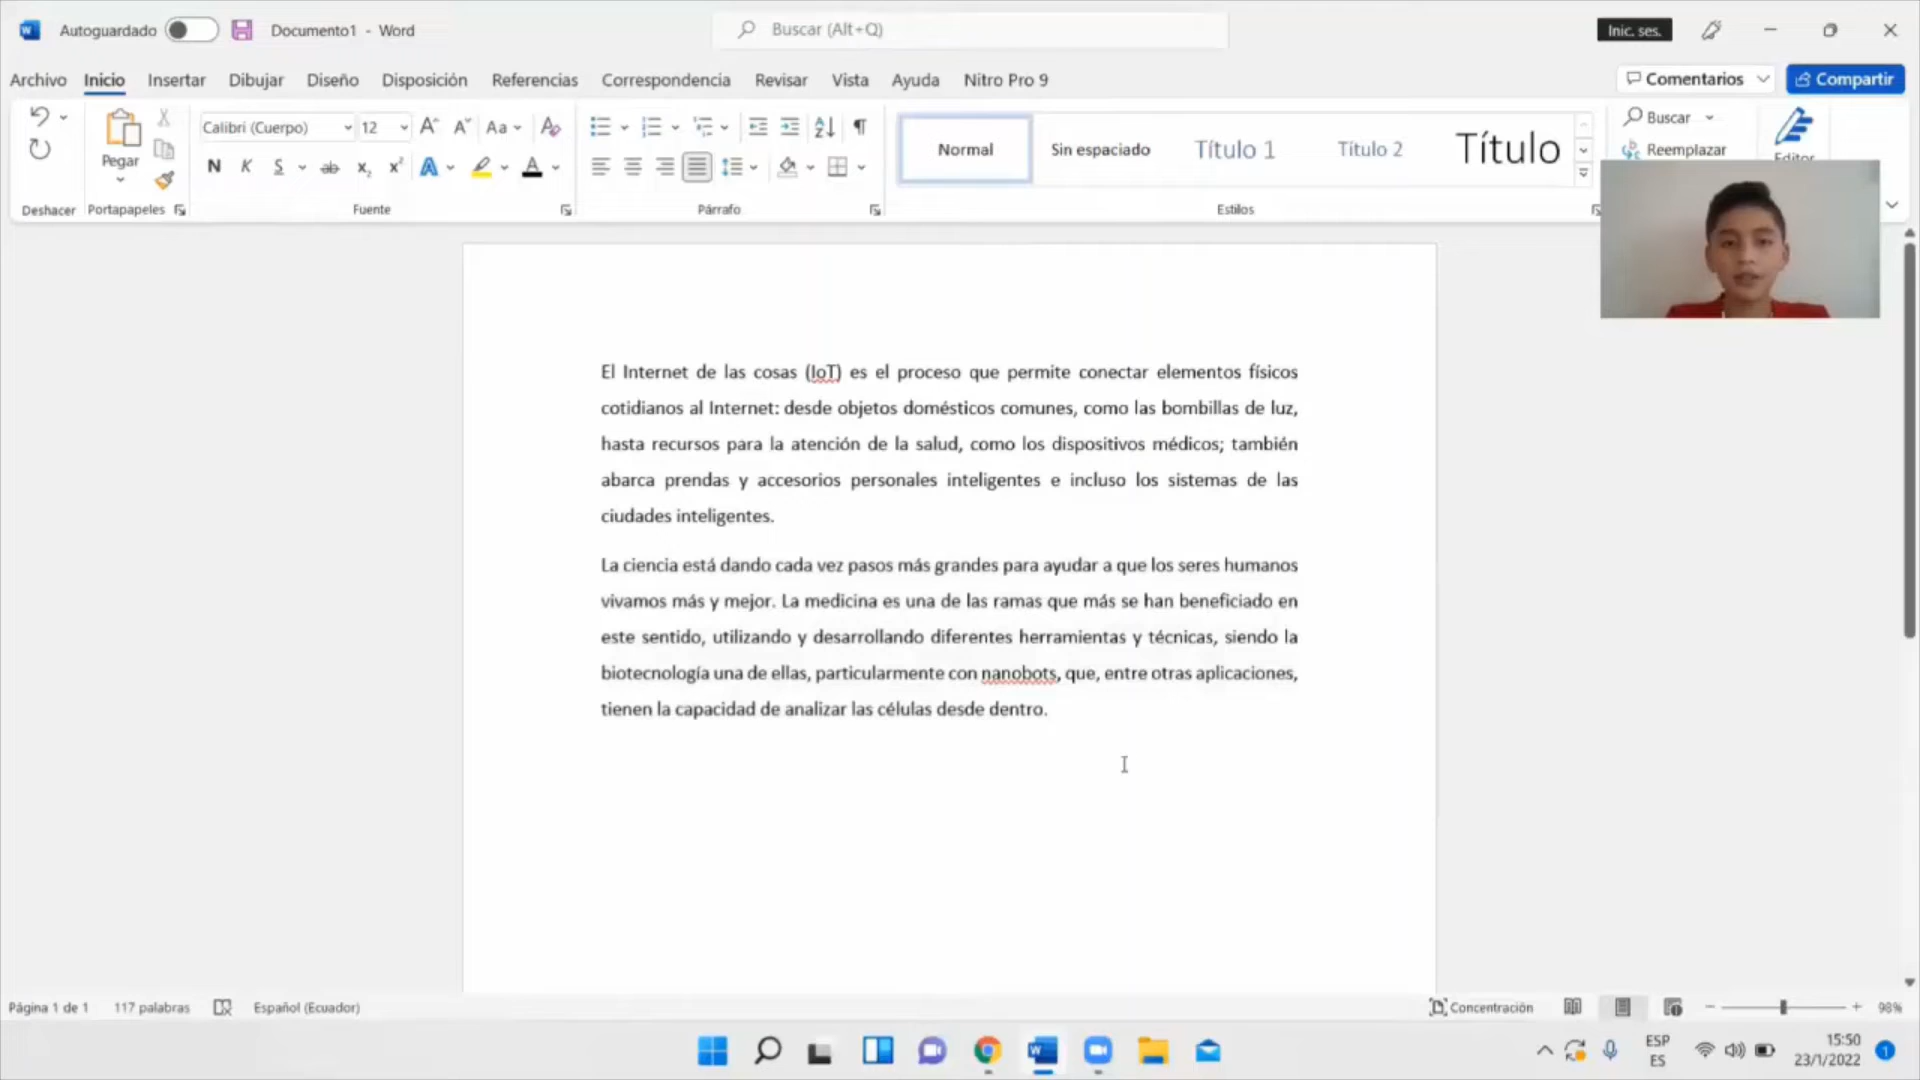 Autoguardado
Documento1 - Word
Buscar (Alt+Q)
Inic. ses.
Archivo Inicio Insertar Dibujar Diseño Disposición Referencias Correspondencia Revisar Vista Ayuda Nitro Pro 9
Comentarios
Compartir
Pegar
Calibri (Cuerpo) 12
Aa
N K S ab x₂ x² A A
Normal
Sin espaciado
Título 1
Título 2
Título
Buscar
Reemplazar
Editor
Deshacer
Portapapeles
Fuente
Párrafo
Estilos
El Internet de las cosas (IoT) es el proceso que permite conectar elementos físicos
cotidianos al Internet: desde objetos domésticos comunes, como las bombillas de luz,
hasta recursos para la atención de la salud, como los dispositivos médicos; también
abarca prendas y accesorios personales inteligentes e incluso los sistemas de las
ciudades inteligentes.
La ciencia está dando cada vez pasos más grandes para ayudar a que los seres humanos
vivamos más y mejor. La medicina es una de las ramas que más se han beneficiado en
este sentido, utilizando y desarrollando diferentes herramientas y técnicas, siendo la
biotecnología una de ellas, particularmente con nanobots, que, entre otras aplicaciones,
tienen la capacidad de analizar las células desde dentro.
Página 1 de 1
117 palabras
Español (Ecuador)
Concentración
98%
ESP
ES
15:50
23/1/2022
1